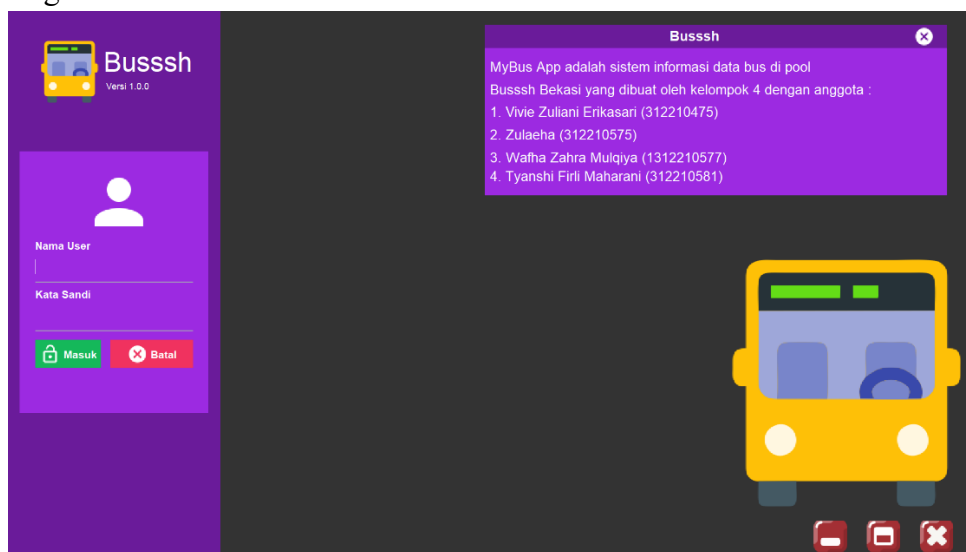 Busssh
Versi 1.0.0
Nama User
Kata Sandi
Masuk
Batal
Busssh
MyBus App adalah sistem informasi data bus di pool
Busssh Bekasi yang dibuat oleh kelompok 4 dengan anggota :
1. Vivie Zuliani Erikasari (312210475)
2. Zulaeha (312210575)
3. Wafha Zahra Mulqiya (1312210577)
4. Tyanshi Firli Maharani (312210581)